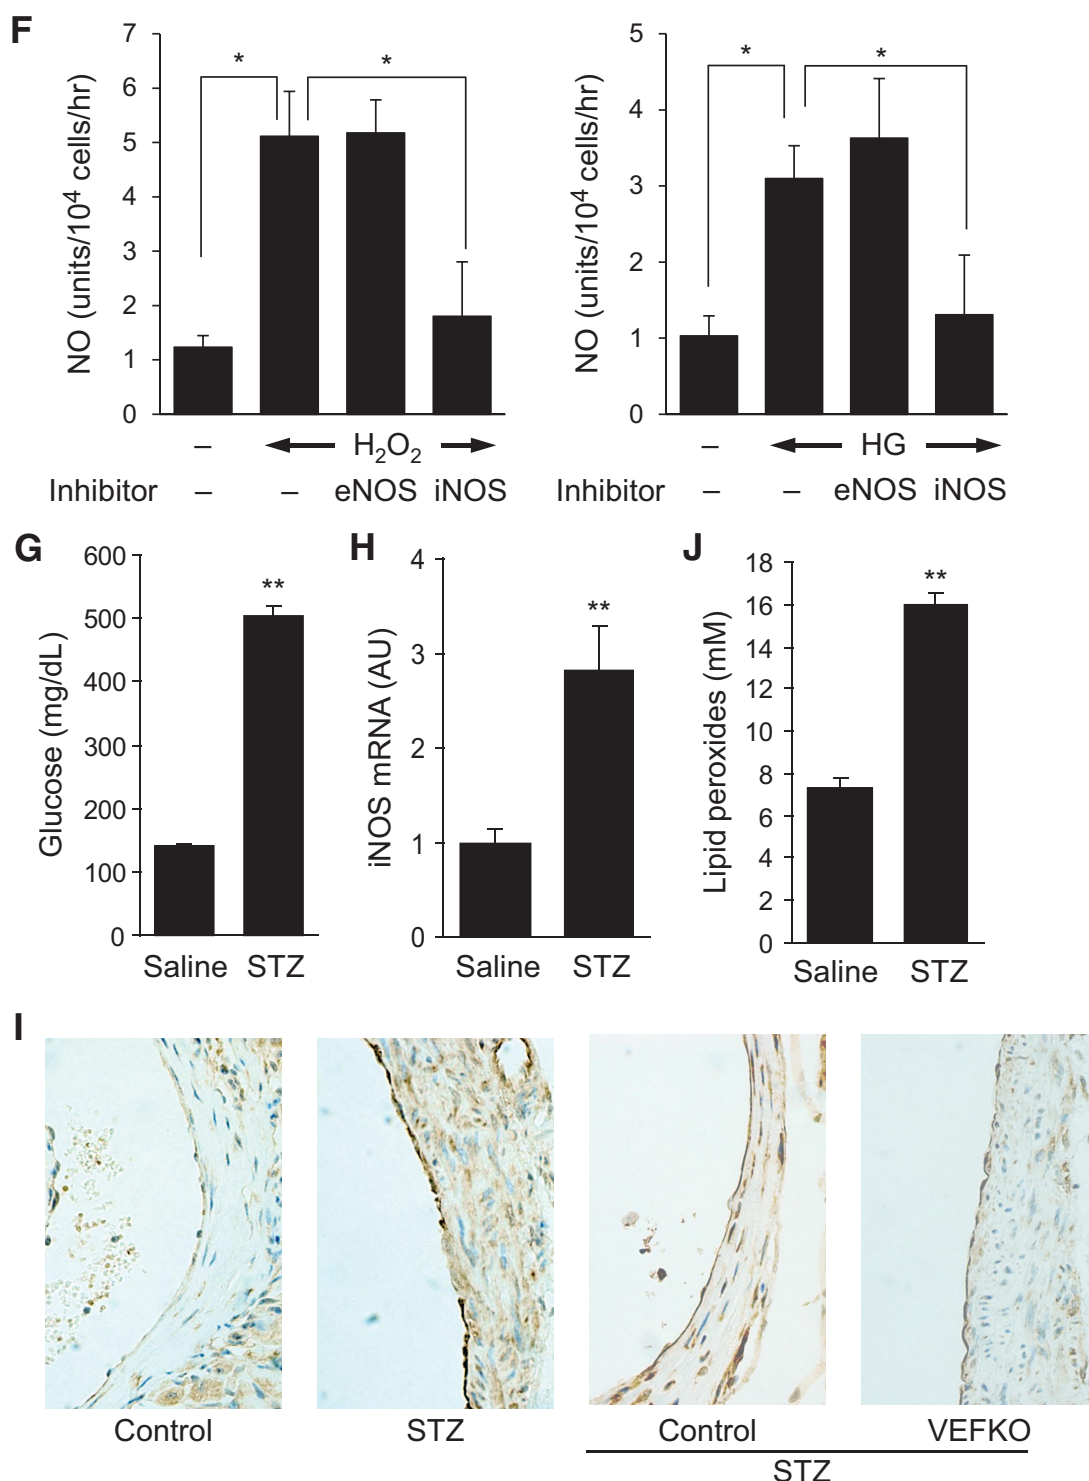 F
7
6
5
4
3
2
1
0
NO (units/10⁴ cells/hr)
* *
– H₂O₂
Inhibitor – – eNOS iNOS
5
4
3
2
1
0
NO (units/10⁴ cells/hr)
* *
– HG
Inhibitor – – eNOS iNOS
G
600
500
400
300
200
100
0
Glucose (mg/dL)
**
Saline STZ
H
4
3
2
1
0
iNOS mRNA (AU)
**
Saline STZ
J
18
16
14
12
10
8
6
4
2
0
Lipid peroxides (mM)
**
Saline STZ
I
Control STZ Control VEFKO
STZ